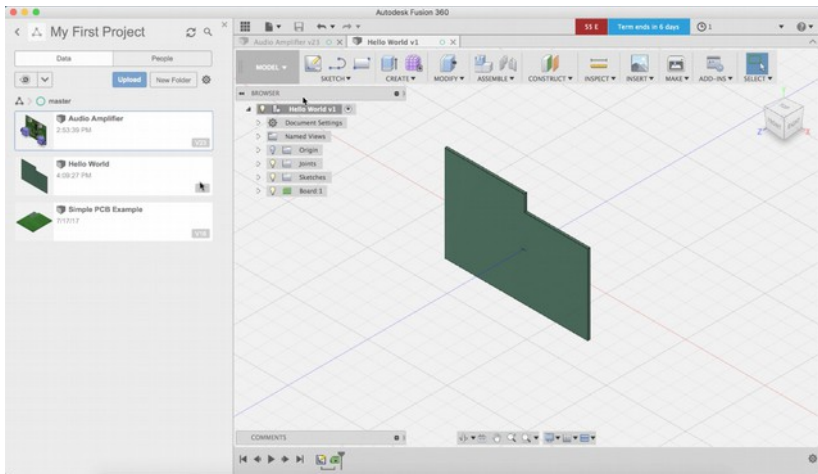 Autodesk Fusion 360
My First Project
Data People
Upload New Folder
master
Audio Amplifier
2:53:39 PM
V23
Hello World
4:09:27 PM
Simple PCB Example
7/17/17
V16
55 E Term ends in 6 days 1
Audio Amplifier v23 Hello World v1
MODEL SKETCH CREATE MODIFY ASSEMBLE CONSTRUCT INSPECT INSERT MAKE ADD-INS SELECT
BROWSER
Hello World v1
Document Settings
Named Views
Origin
Joints
Sketches
Board 1
COMMENTS